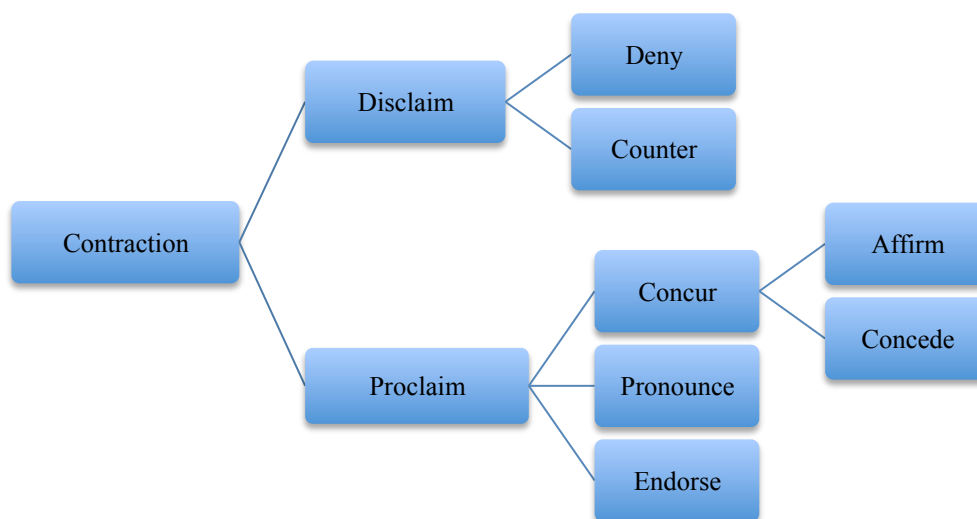 Contraction
Disclaim
Deny
Counter
Proclaim
Concur
Affirm
Concede
Pronounce
Endorse